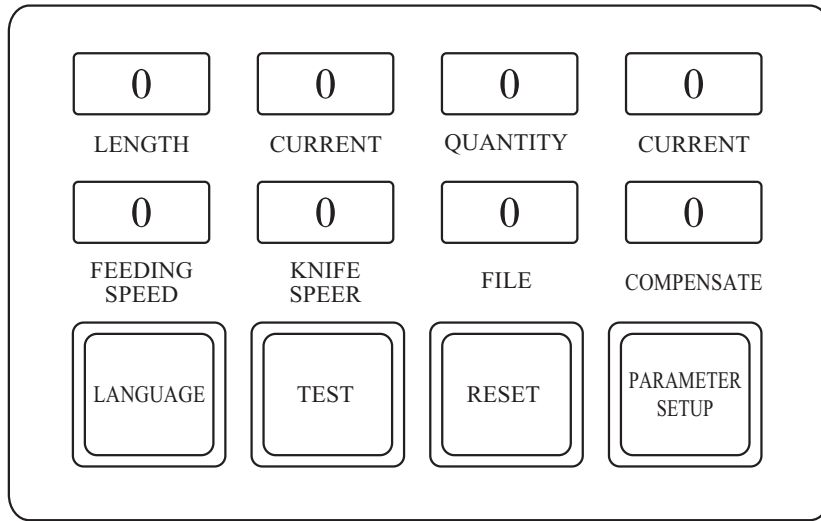 0 0 0 0
LENGTH CURRENT QUANTITY CURRENT
0 0 0 0
FEEDING SPEED
KNIFE SPEER
FILE
COMPENSATE
LANGUAGE
TEST
RESET
PARAMETER
SETUP